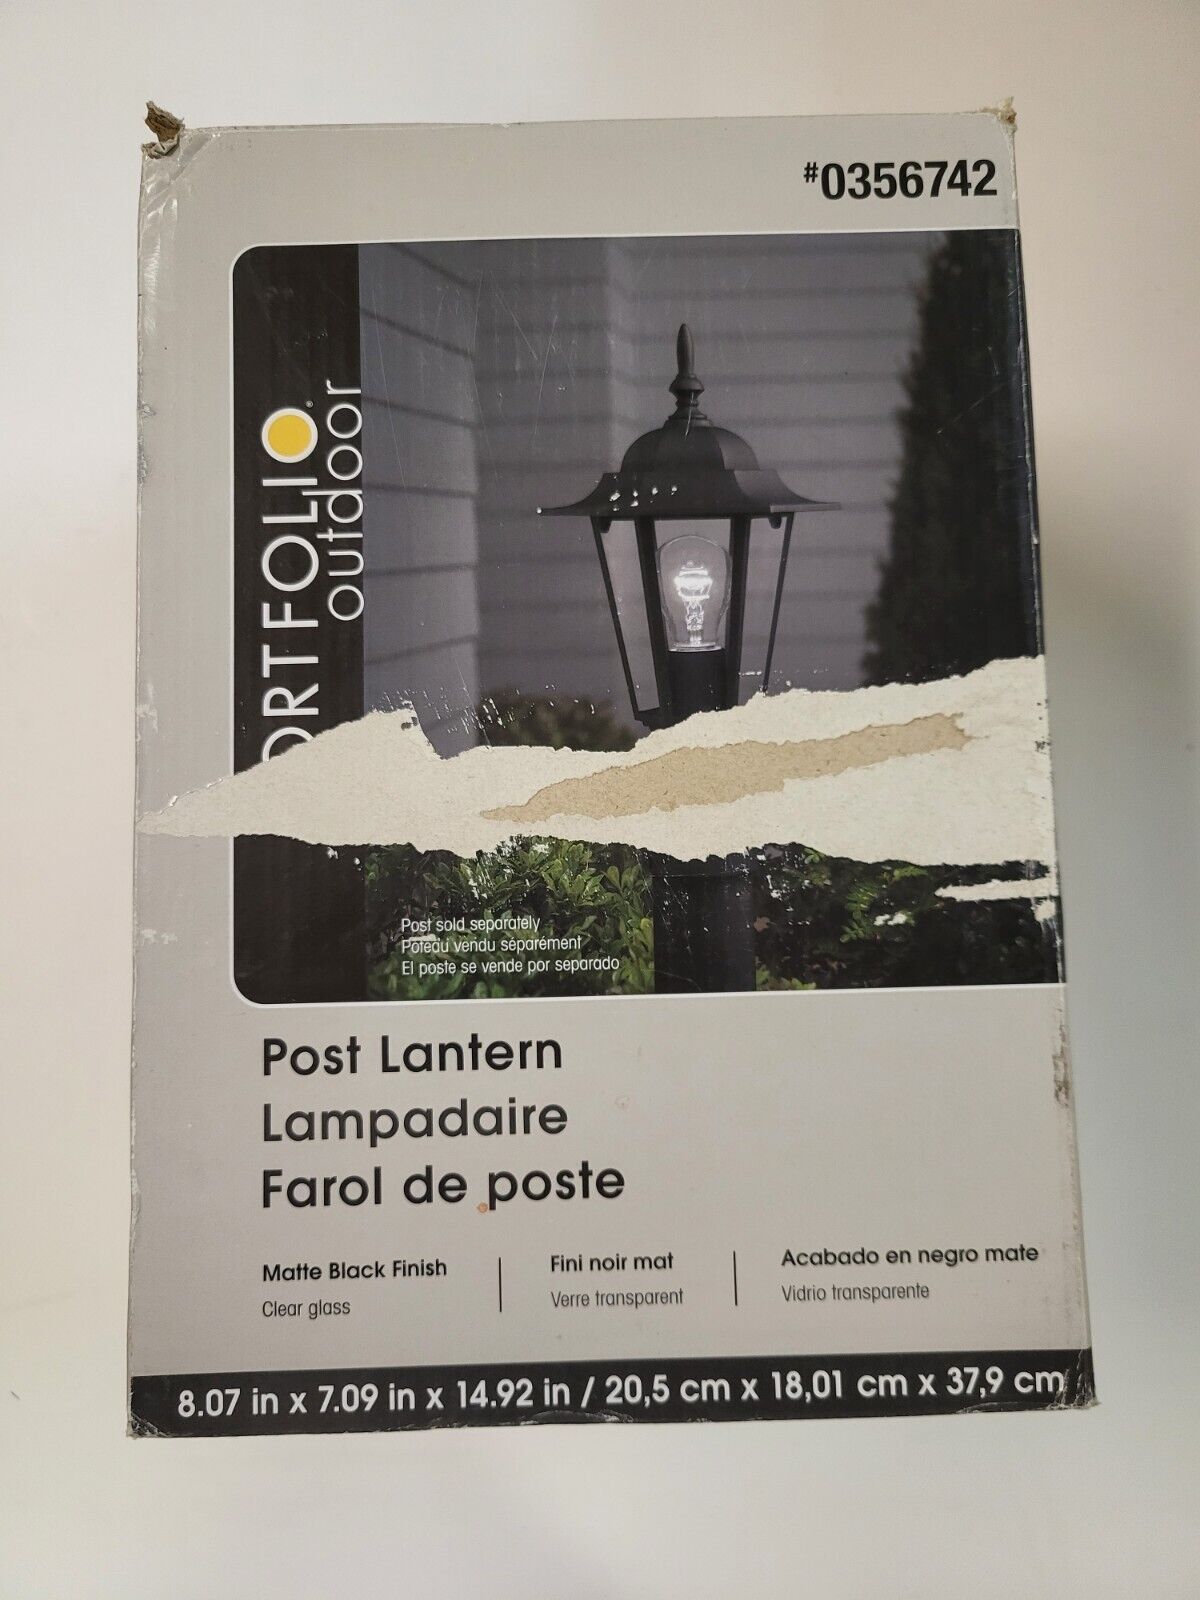 #0356742
ORTFOLIO®
outdoor
Post sold separately
Poteau vendu séparément
El poste se vende por separado
Post Lantern
Lampadaire
Farol de poste
Matte Black Finish
Clear glass
Fini noir mat
Verre transparent
Acabado en negro mate
Vidrio transparente
8.07 in x 7.09 in x 14.92 in / 20,5 cm x 18,01 cm x 37,9 cm